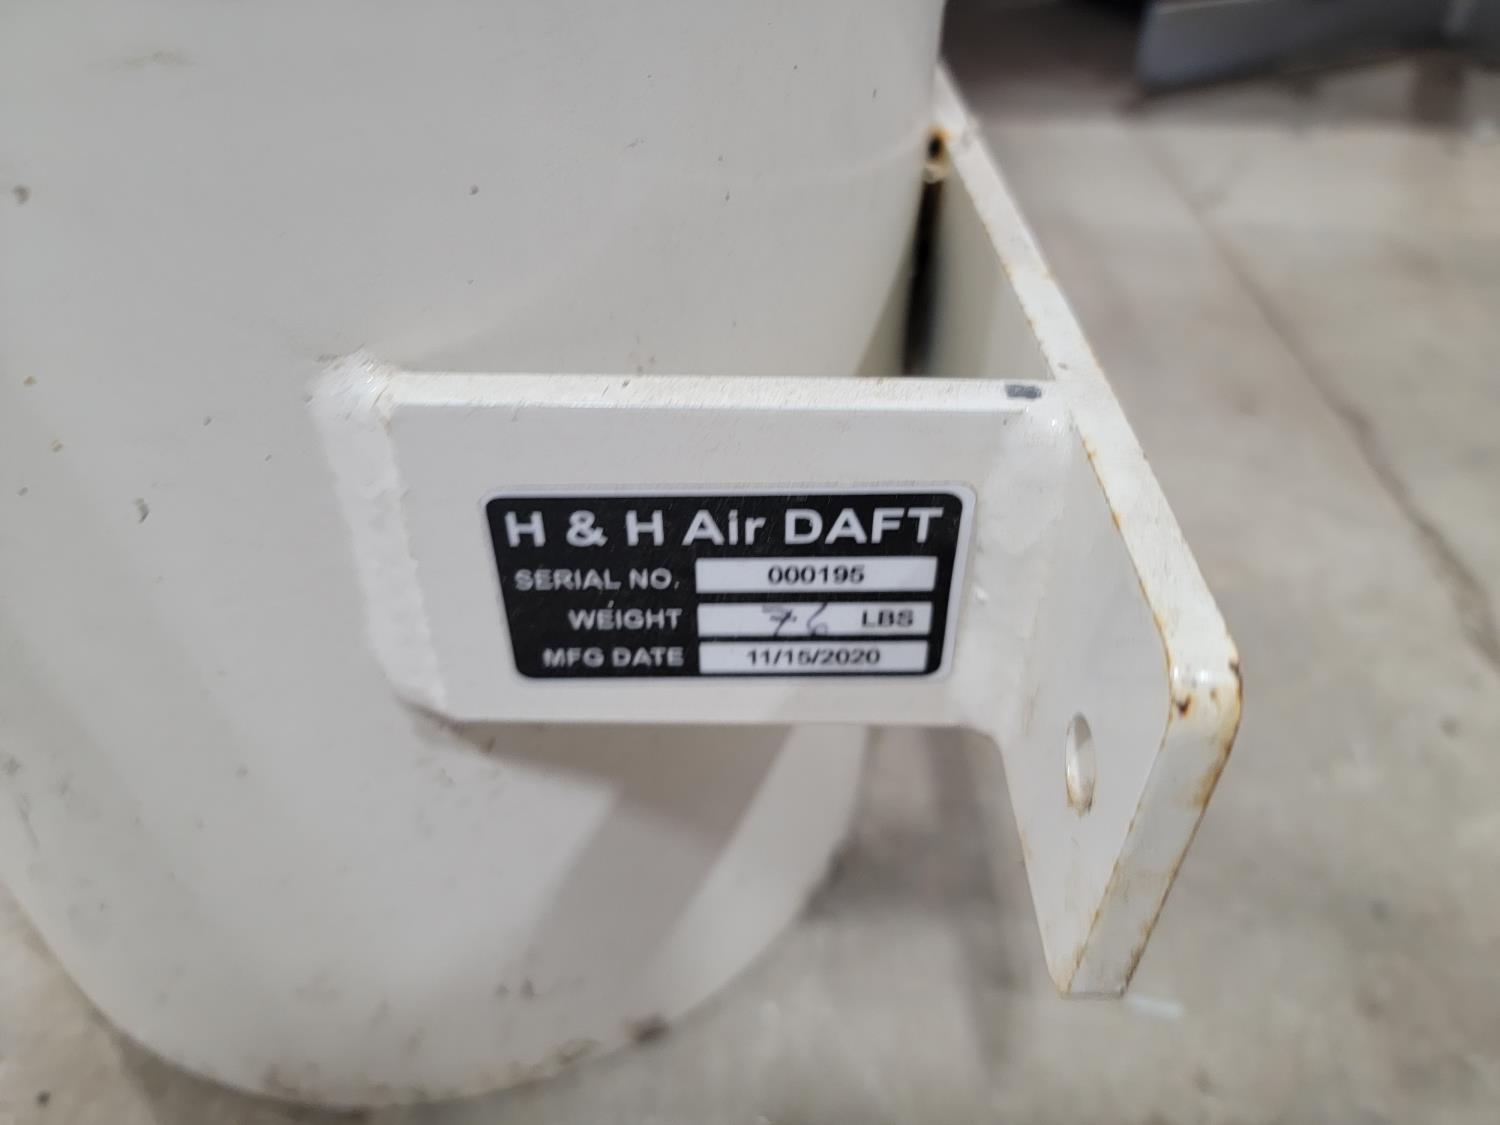 H & H Air DAFT
SERIAL NO. 000195
WEIGHT 76 LBS
MFG DATE 11/15/2020